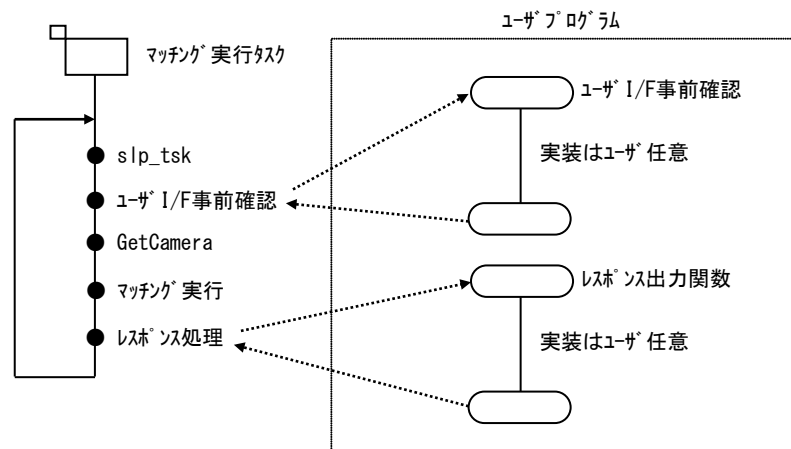 ﾕｰｻﾞﾌﾟﾛｸﾞﾗﾑ
ﾏｯﾁﾝｸﾞ実行ﾀｽｸ
slp_tsk
ﾕｰｻﾞI/F事前確認
GetCamera
ﾏｯﾁﾝｸﾞ実行
ﾚｽﾎﾟﾝｽ処理
ﾕｰｻﾞI/F事前確認
実装はﾕｰｻﾞ任意
ﾚｽﾎﾟﾝｽ出力関数
実装はﾕｰｻﾞ任意